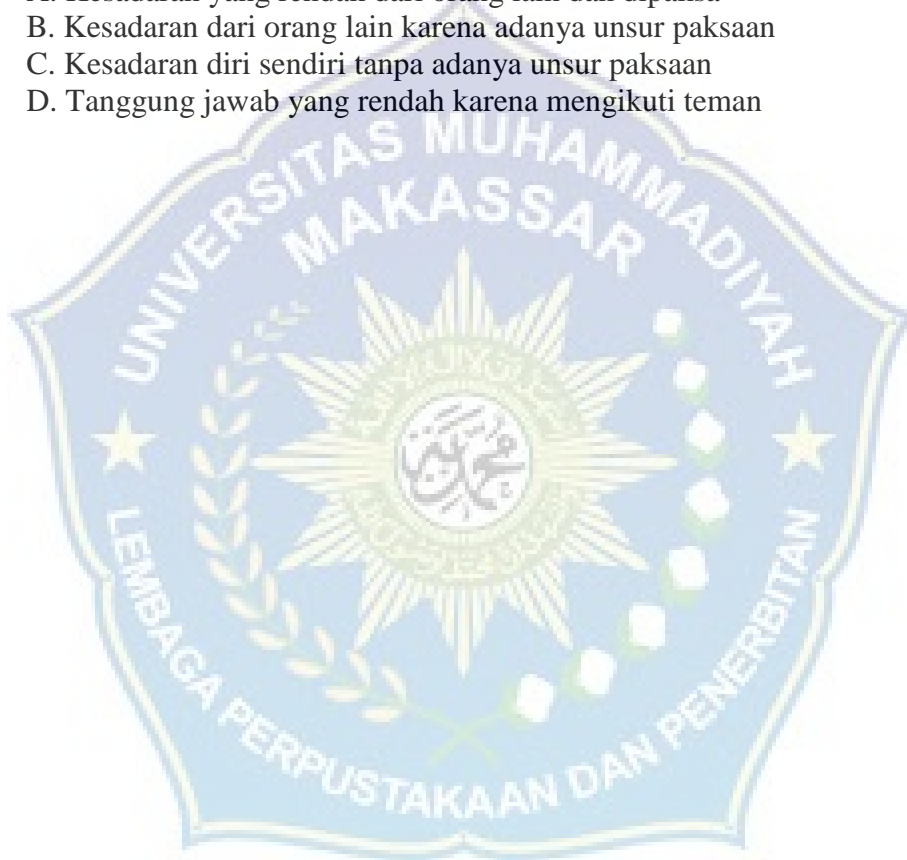 B. Kesadaran dari orang lain karena adanya unsur paksaan
C. Kesadaran diri sendiri tanpa adanya unsur paksaan
D. Tanggung jawab yang rendah karena mengikuti teman
UNIVERSITAS MUHAMMADIYAH
MAKASSAR
LEMBAGA PERPUSTAKAAN DAN PENERBITAN